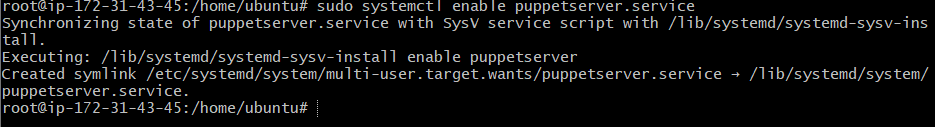 root@ip-172-31-43-45:/home/ubuntu# sudo systemctl enable puppetserver.service
Synchronizing state of puppetserver.service with SysV service script with /lib/systemd/systemd-sysv-ins
tall.
Executing: /lib/systemd/systemd-sysv-install enable puppetserver
Created symlink /etc/systemd/system/multi-user.target.wants/puppetserver.service → /lib/systemd/system/
puppetserver.service.
root@ip-172-31-43-45:/home/ubuntu#